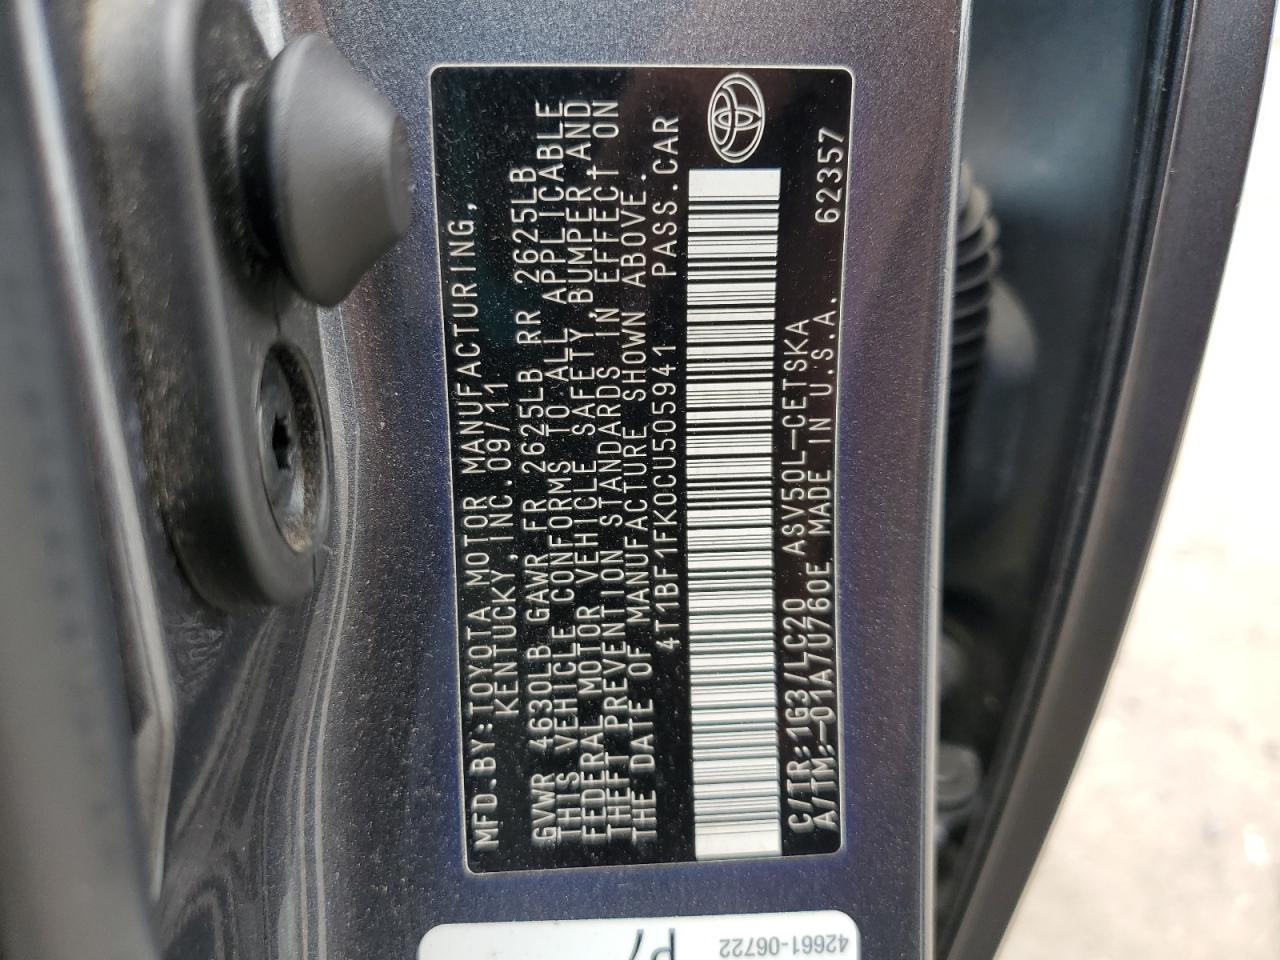 MFD.BY:TOYOTA MOTOR MANUFACTURING,
KENTUCKY,INC.09/11
GVWR 4630LB GAWR FR 2625LB RR 2625LB
THIS VEHICLE CONFORMS TO ALL APPLICABLE
FEDERAL MOTOR VEHICLE SAFETY,BUMPER AND
THEFT PREVENTION STANDARDS IN EFFECT ON
THE DATE OF MANUFACTURE SHOWN ABOVE.
4T1BF1FK0CU505941 PASS.CAR
C/TR:1G3/LC20 ASV50L-CETSKA
A/TM:-01A/U760E MADE IN U.S.A. 62357
42661-06722